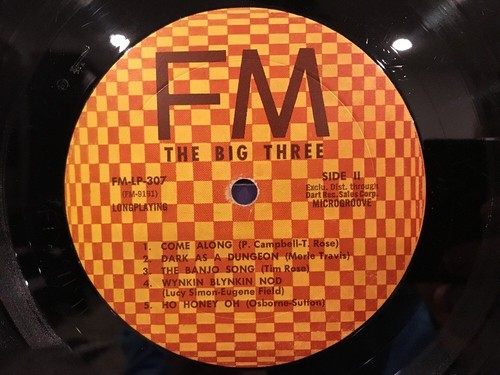 FM
THE BIG THREE
FM-LP-307
(FM-9191)
LONGPLAYING
SIDE II
Exclu. Dist. through
Dart Rec. Sales Corp.
MICROGROOVE
1. COME ALONG (P. Campbell-T. Rose)
2. DARK AS A DUNGEON (Merle Travis)
3. THE BANJO SONG (Tim Rose)
4. WYNKIN BLYNKIN NOD
(Lucy Simon-Eugene Field)
5. HO HONEY OH (Osborne-Sutton)